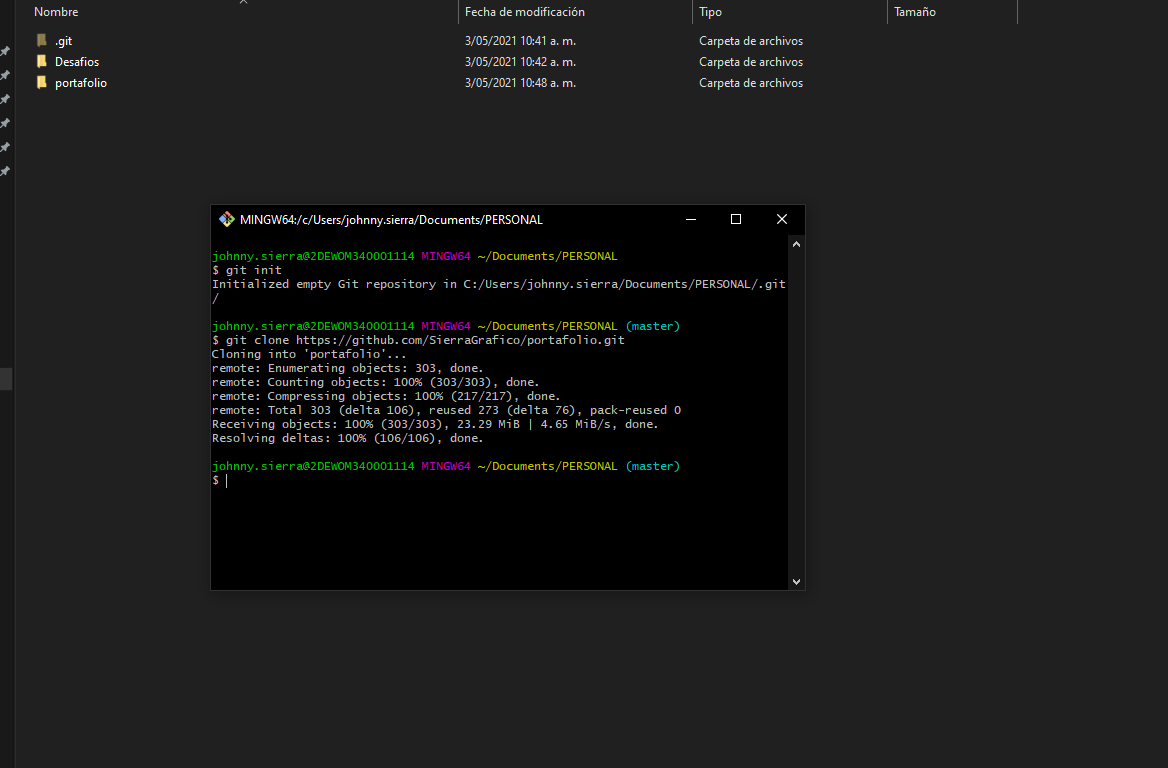 Nombre Fecha de modificación Tipo Tamaño
.git 3/05/2021 10:41 a. m. Carpeta de archivos
Desafios 3/05/2021 10:42 a. m. Carpeta de archivos
portafolio 3/05/2021 10:48 a. m. Carpeta de archivos
MINGW64:/c/Users/johnny.sierra/Documents/PERSONAL
johnny.sierra@2DEWOM340001114 MINGW64 ~/Documents/PERSONAL
$ git init
Initialized empty Git repository in C:/Users/johnny.sierra/Documents/PERSONAL/.git
/
johnny.sierra@2DEWOM340001114 MINGW64 ~/Documents/PERSONAL (master)
$ git clone https://github.com/SierraGrafico/portafolio.git
Cloning into 'portafolio'...
remote: Enumerating objects: 303, done.
remote: Counting objects: 100% (303/303), done.
remote: Compressing objects: 100% (217/217), done.
remote: Total 303 (delta 106), reused 273 (delta 76), pack-reused 0
Receiving objects: 100% (303/303), 23.29 MiB | 4.65 MiB/s, done.
Resolving deltas: 100% (106/106), done.
johnny.sierra@2DEWOM340001114 MINGW64 ~/Documents/PERSONAL (master)
$